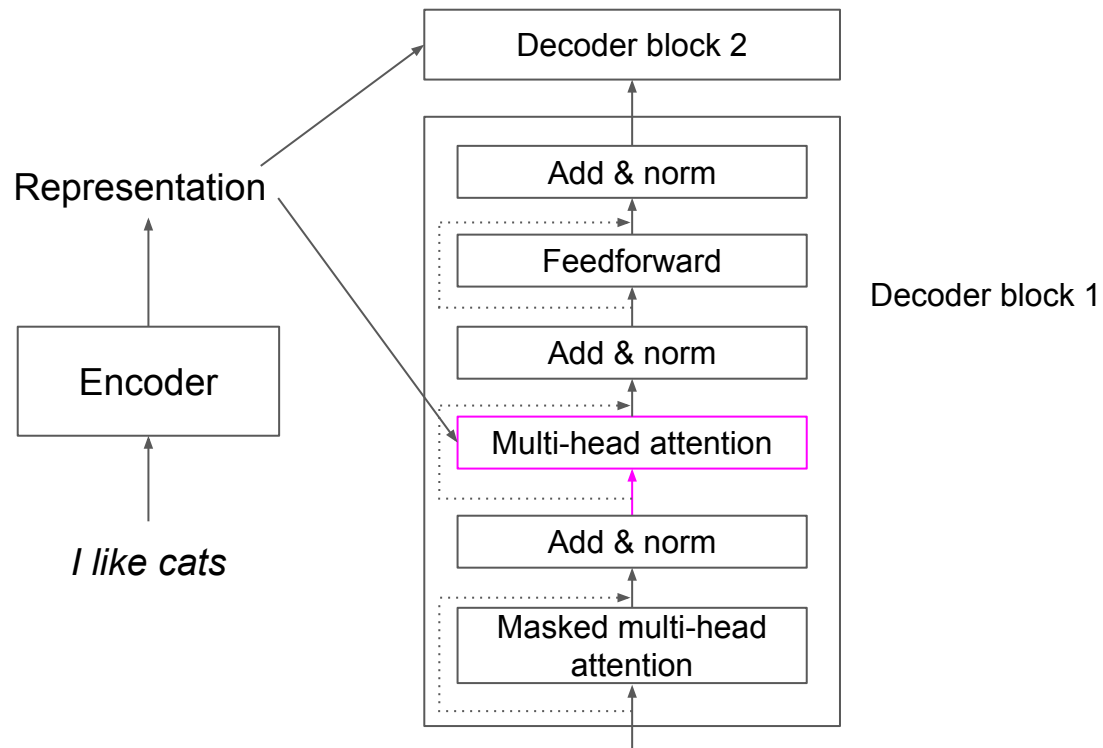 Decoder block 2
Add & norm
Representation
Feedforward
Decoder block 1
Add & norm
Encoder
Multi-head attention
Add & norm
I like cats
Masked multi-head
attention